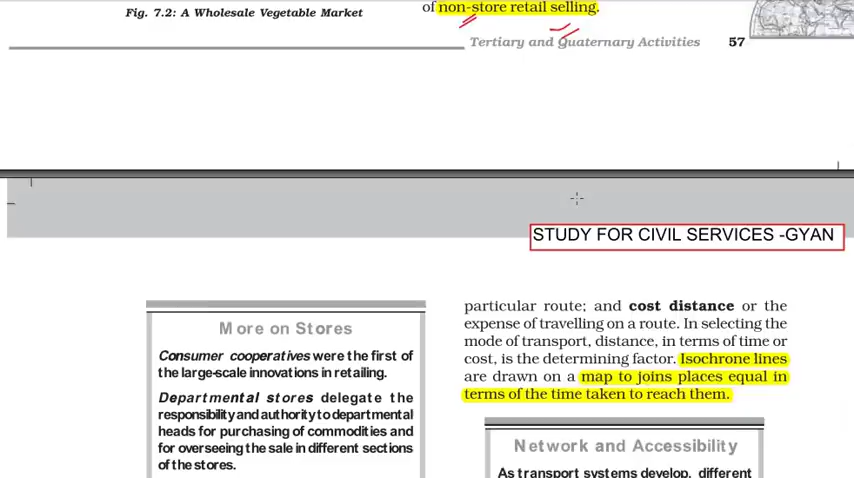 of non-store retail selling.
Fig. 7.2: A Wholesale Vegetable Market
Tertiary and Quaternary Activities 57
STUDY FOR CIVIL SERVICES -GYAN
More on Stores
Consumer cooperatives were the first of
the large-scale innovations in retailing.
Departmental stores delegate the
responsibility and authority to departmental
heads for purchasing of commodities and
for overseeing the sale in different sections
of the stores.
particular route; and cost distance or the
expense of travelling on a route. In selecting the
mode of transport, distance, in terms of time or
cost, is the determining factor. Isochrone lines
are drawn on a map to joins places equal in
terms of the time taken to reach them.
Network and Accessibility
As transport systems develop, different